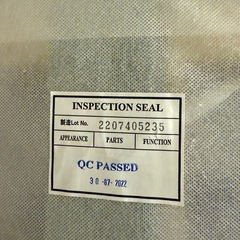 INSPECTION SEAL
製造Lot No. 2207405235
APPEARANCE PARTS FUNCTION
QC PASSED
30-07-2022